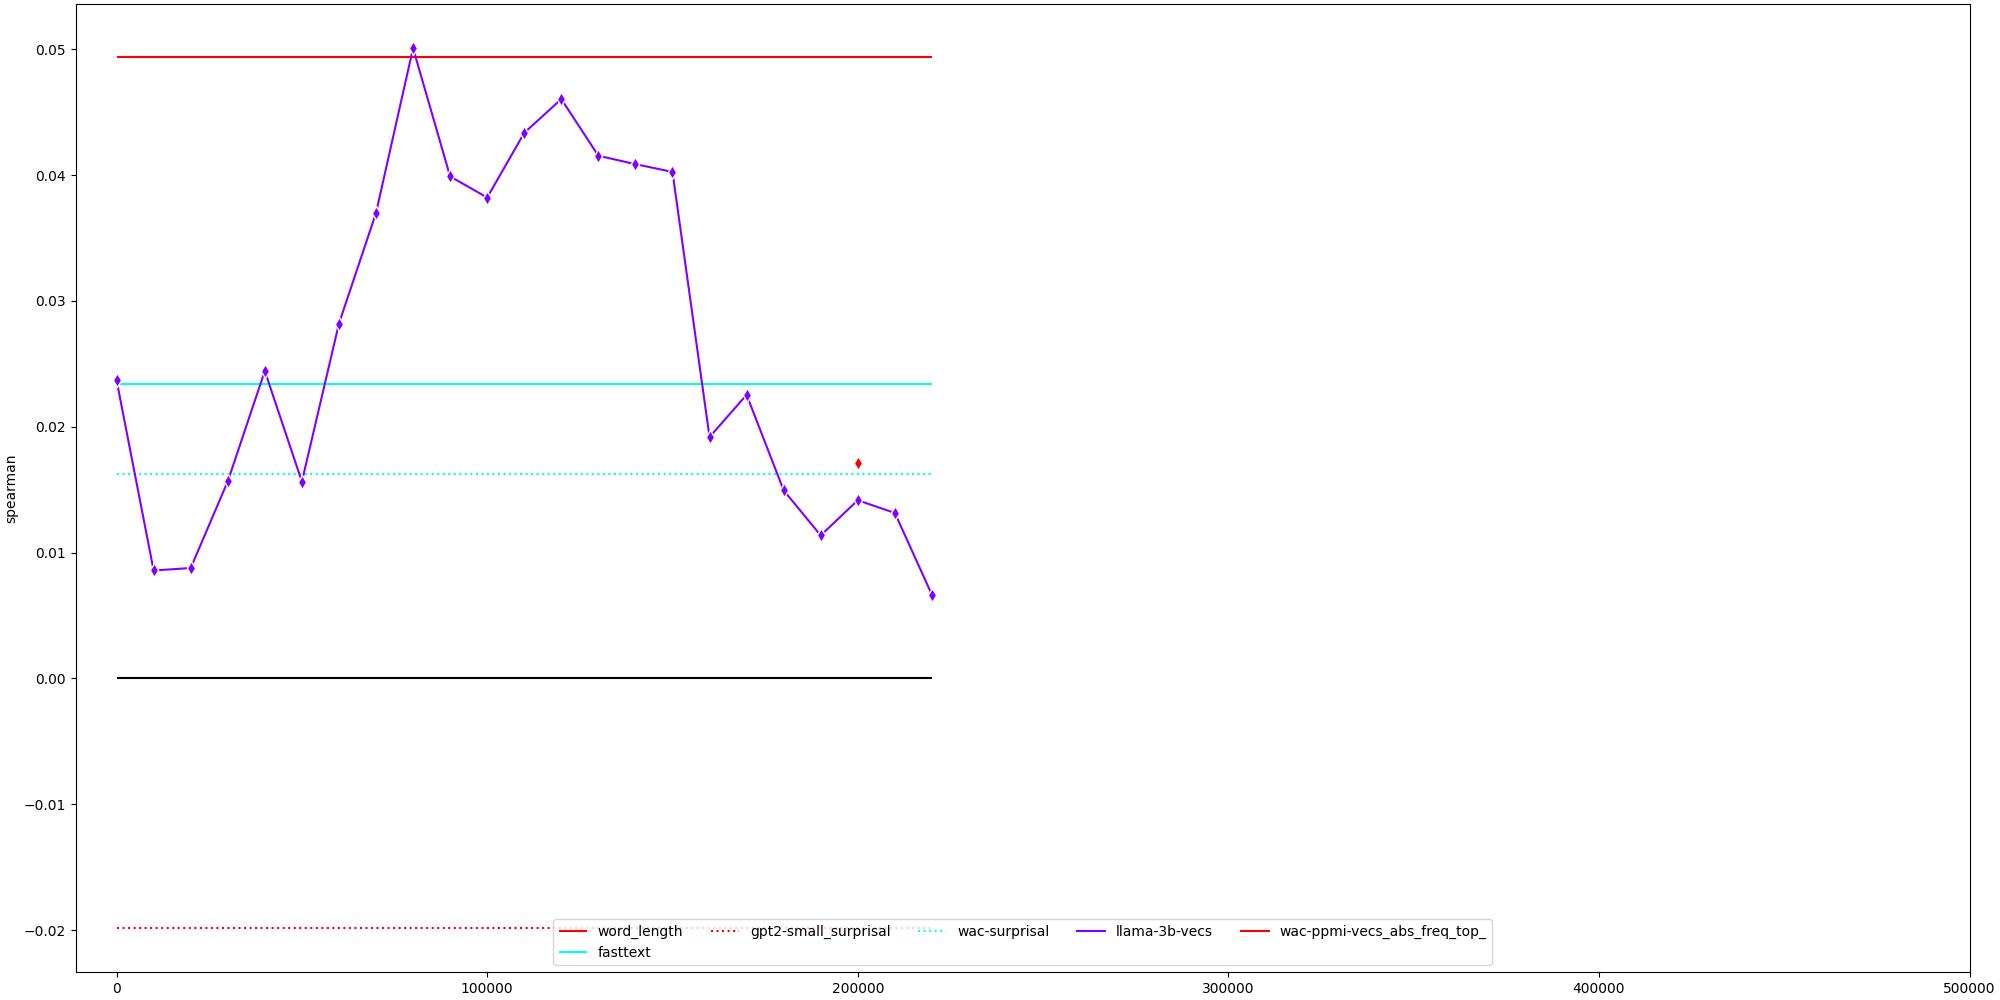 0.05
0.04
0.03
0.02
0.01
0.00
−0.01
−0.02
spearman
word_length gpt2-small_surprisal wac-surprisal llama-3b-vecs wac-ppmi-vecs_abs_freq_top_
fasttext
0 100000 200000 300000 400000 500000